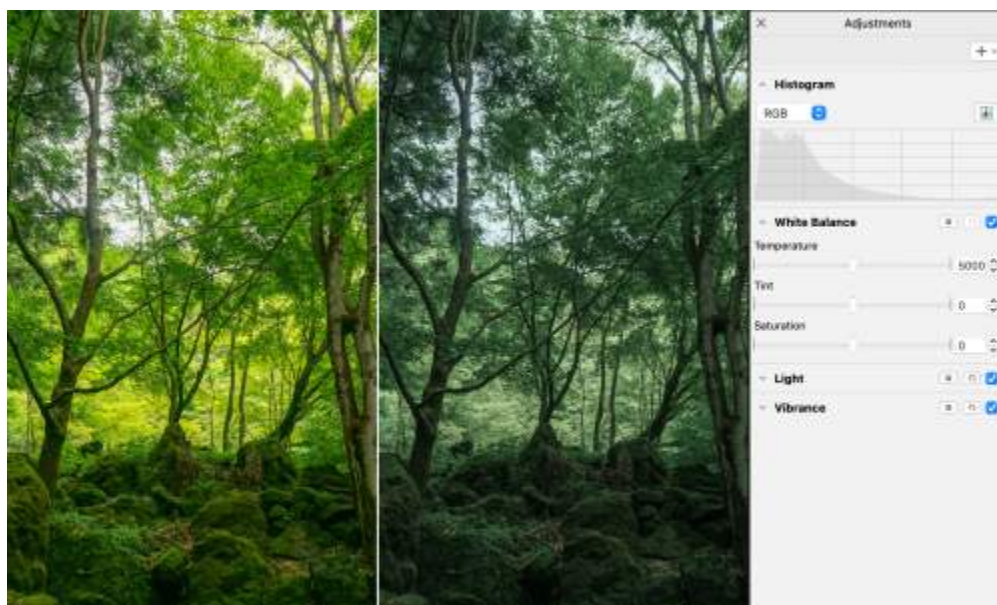 Adjustments
Histogram
RGB
White Balance
Temperature
5000
Tint
0
Saturation
0
Light
Vibrance